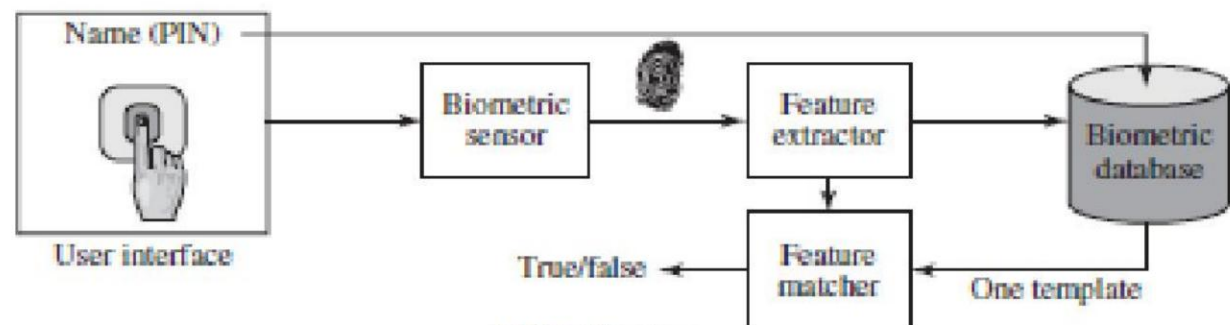 Name (PIN)
Biometric
sensor
Feature
extractor
Biometric
database
User interface
True/false
Feature
matcher
One template